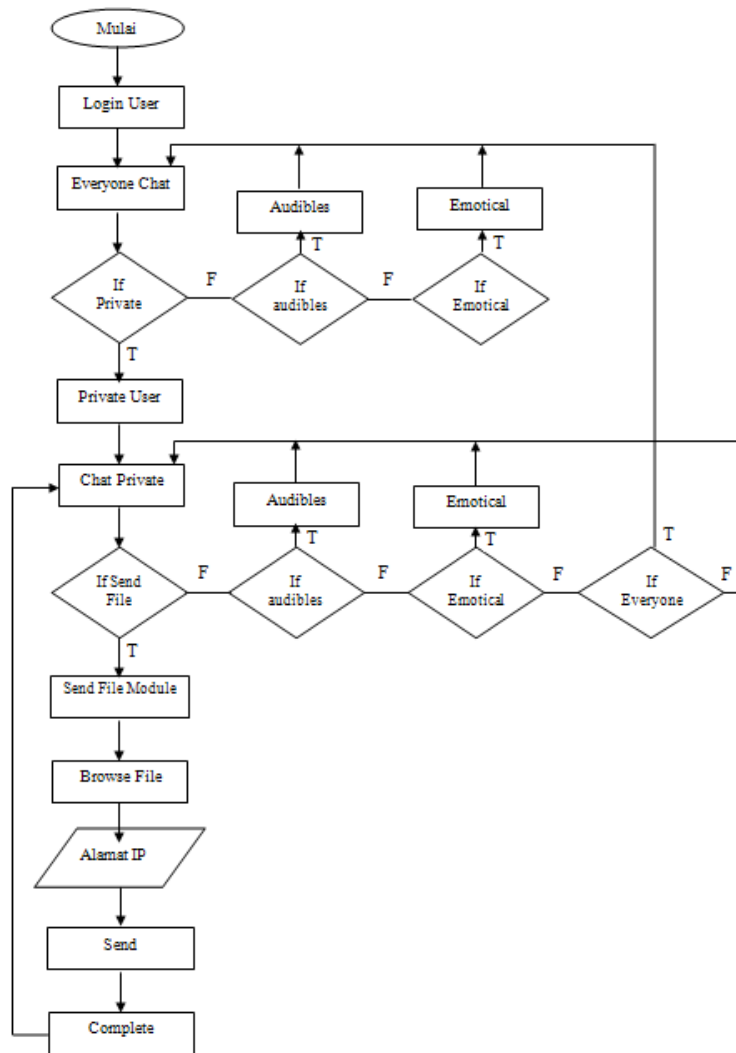 Mulai
Login User
Everyone Chat
Audibles
Emotical
T
T
If
Private
F
If
audibles
F
If
Emotical
T
Private User
Chat Private
Audibles
Emotical
T
T
T
If Send
File
F
If
audibles
F
If
Emotical
F
If
Everyone
F
T
Send File Module
Browse File
Alamat IP
Send
Complete